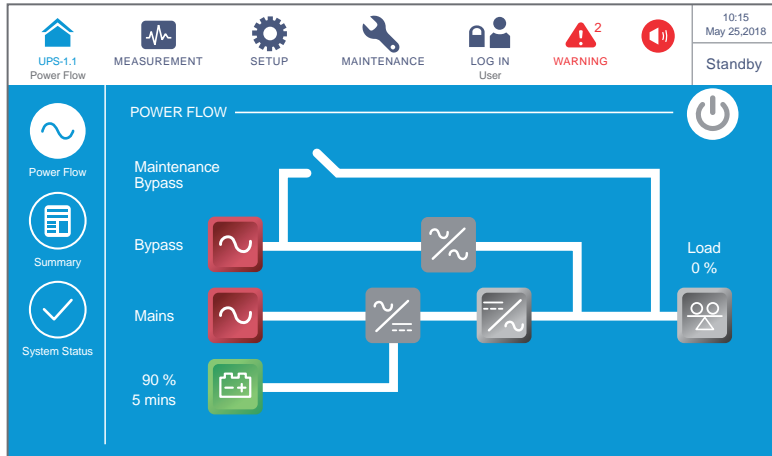 UPS-1.1
Power Flow
MEASUREMENT
SETUP
MAINTENANCE
LOG IN
User
2
WARNING
10:15
May 25,2018
Standby
Power Flow
Summary
System Status
POWER FLOW
Maintenance
Bypass
Bypass
Mains
90 %
5 mins
Load
0 %